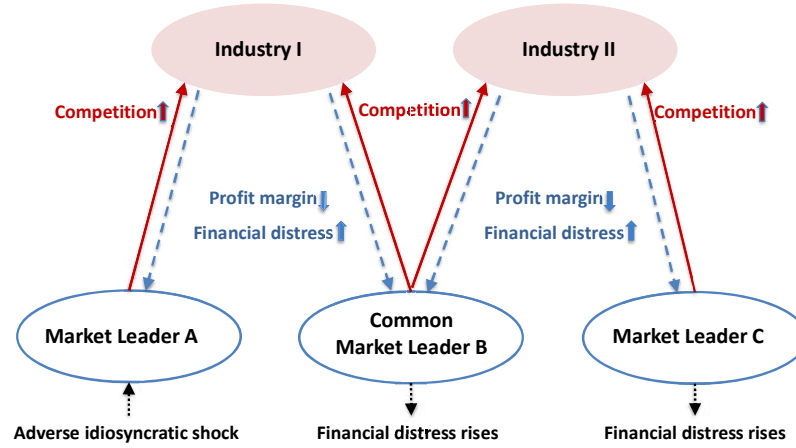 Industry I
Industry II
Competition
Competition
Competition
Profit margin
Financial distress
Profit margin
Financial distress
Market Leader A
Common
Market Leader B
Market Leader C
Adverse idiosyncratic shock
Financial distress rises
Financial distress rises